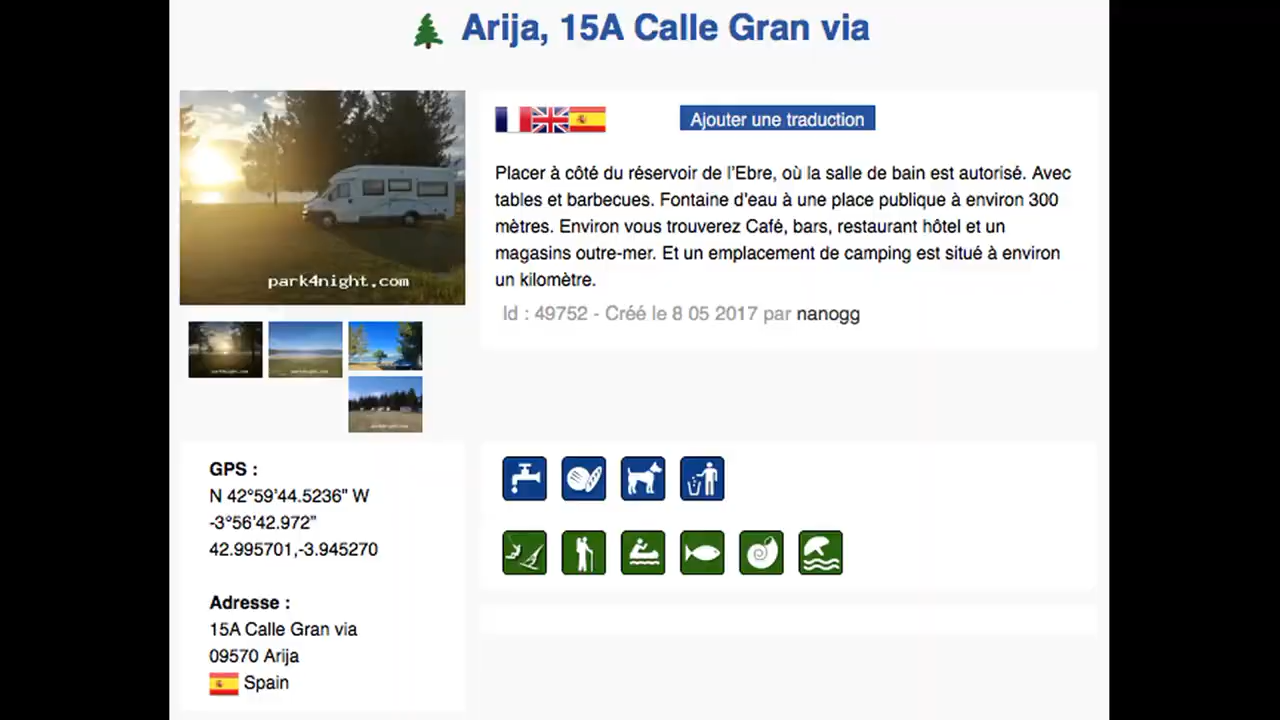 Arija, 15A Calle Gran via
park4night.com
Ajouter une traduction
Placer à côté du réservoir de l'Ebre, où la salle de bain est autorisé. Avec
tables et barbecues. Fontaine d'eau à une place publique à environ 300
mètres. Environ vous trouverez Café, bars, restaurant hôtel et un
magasins outre-mer. Et un emplacement de camping est situé à environ
un kilomètre.
Id : 49752 - Créé le 8 05 2017 par nanogg
GPS :
N 42°59'44.5236" W
-3°56'42.972"
42.995701,-3.945270
Adresse :
15A Calle Gran via
09570 Arija
Spain